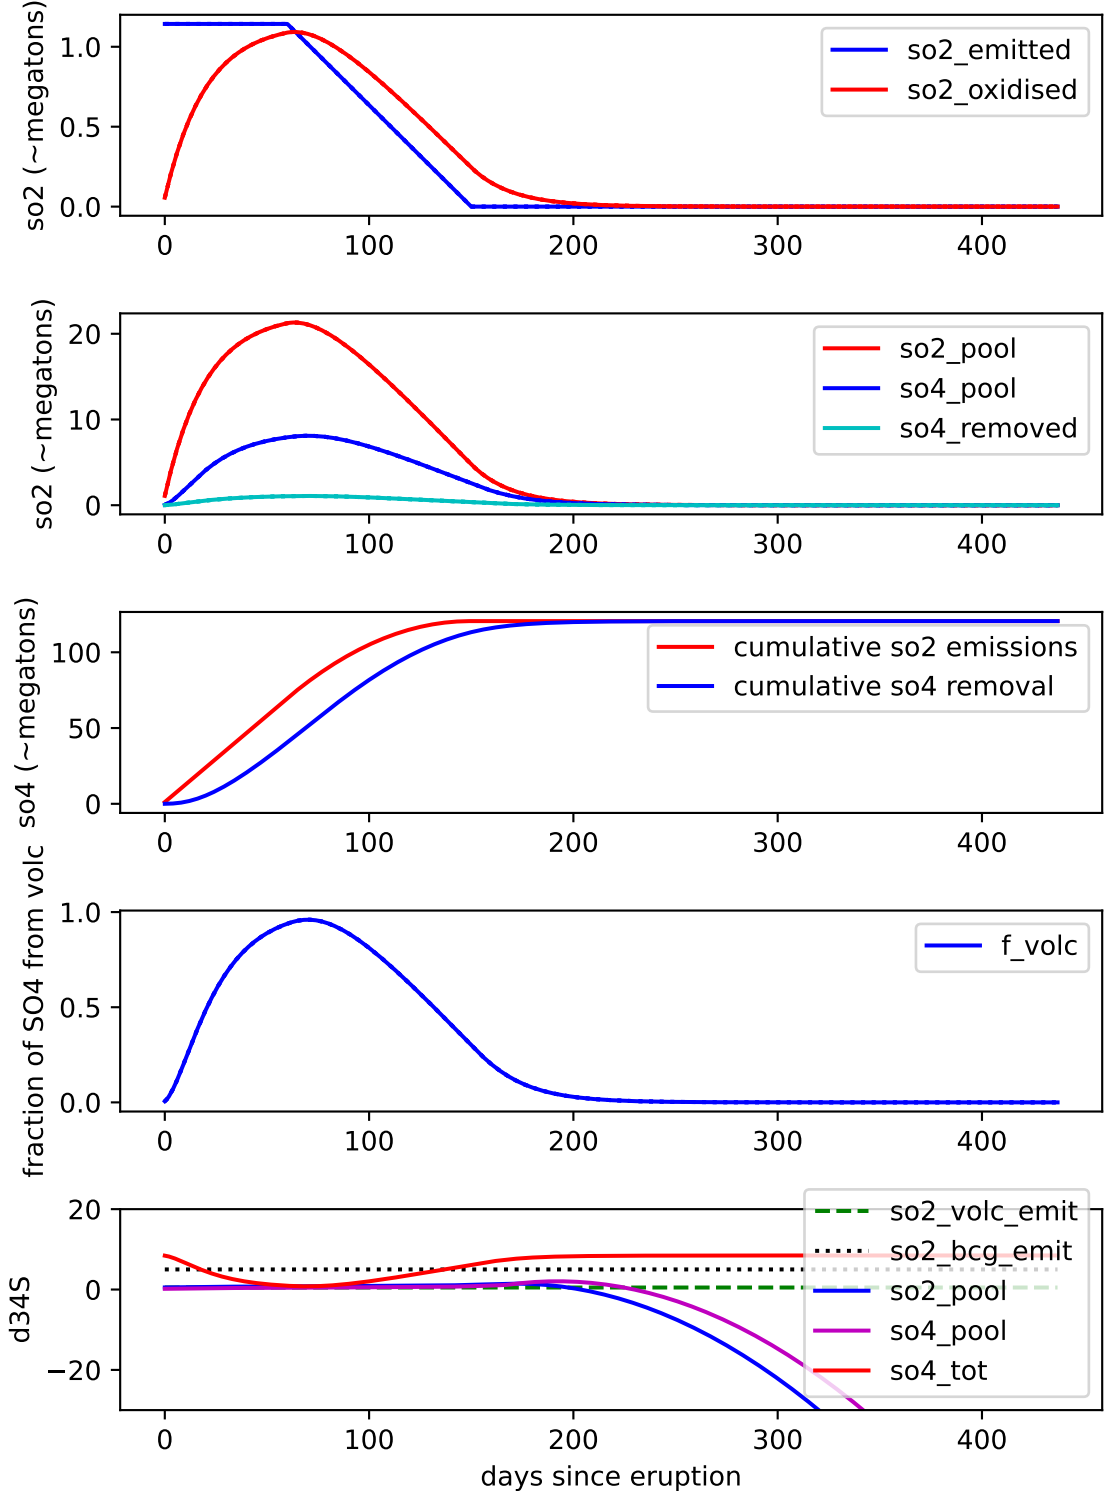 so2 (~megatons)
1.0
0.5
0.0
so2_emitted
so2_oxidised
0 100 200 300 400
so2 (~megatons)
20
10
0
so2_pool
so4_pool
so4_removed
0 100 200 300 400
so4 (~megatons)
100
50
0
cumulative so2 emissions
cumulative so4 removal
0 100 200 300 400
fraction of SO4 from volc
1.0
0.5
0.0
f_volc
0 100 200 300 400
d34S
20
0
−20
so2_volc_emit
so2_bcg_emit
so2_pool
so4_pool
so4_tot
0 100 200 300 400
days since eruption